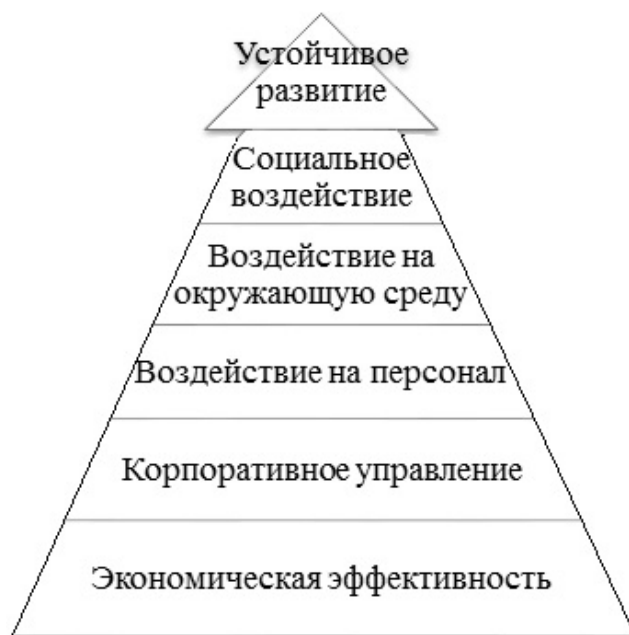 Устойчивое
развитие
Социальное
воздействие
Воздействие на
окружающую среду
Воздействие на персонал
Корпоративное управление
Экономическая эффективность